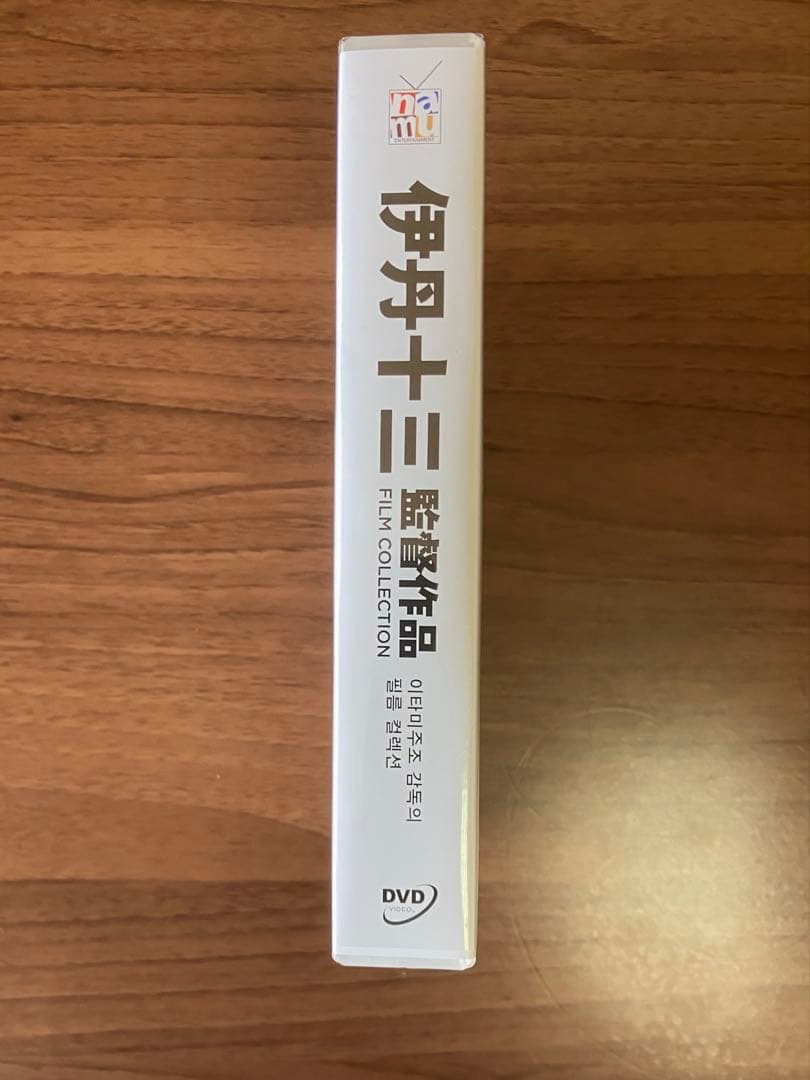 namu
ENTERTAINMENT
伊丹十三
監督作品
FILM COLLECTION
이타미주조 감독의
필름 컬렉션
DVD
VIDEO